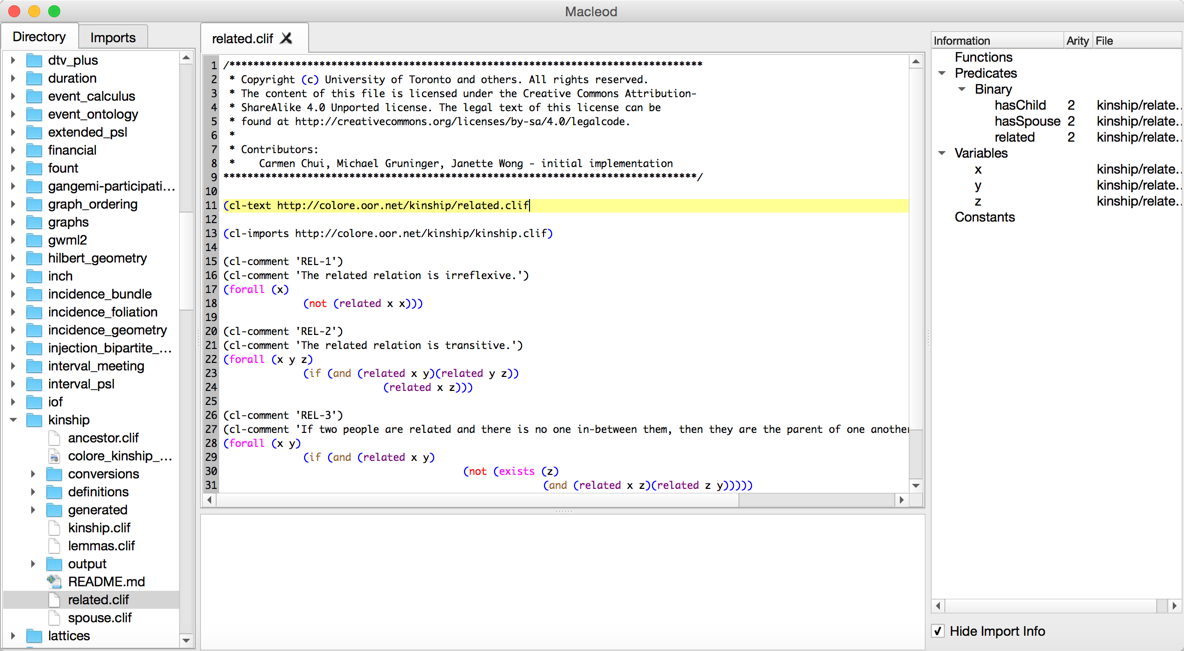 Macleod
Directory
Imports
dtv_plus
duration
event_calculus
event_ontology
extended_psl
financial
fount
gangemi-participati...
graph_ordering
graphs
gwml2
hilbert_geometry
inch
incidence_bundle
incidence_foliation
incidence_geometry
injection_bipartite_...
interval_meeting
interval_psl
iof
kinship
ancestor.clif
colore_kinship_...
conversions
definitions
generated
kinship.clif
lemmas.clif
output
README.md
related.clif
spouse.clif
lattices
related.clif
1 /*******************************************************************************
2  * Copyright (c) University of Toronto and others. All rights reserved.
3  * The content of this file is licensed under the Creative Commons Attribution-
4  * ShareAlike 4.0 Unported license. The legal text of this license can be
5  * found at http://creativecommons.org/licenses/by-sa/4.0/legalcode.
6  *
7  * Contributors:
8  *    Carmen Chui, Michael Gruninger, Janette Wong - initial implementation
9 *******************************************************************************/
10
11 (cl-text http://colore.oor.net/kinship/related.clif
12
13 (cl-imports http://colore.oor.net/kinship/kinship.clif)
14
15 (cl-comment 'REL-1')
16 (cl-comment 'The related relation is irreflexive.')
17 (forall (x)
18 (not (related x x)))
19
20 (cl-comment 'REL-2')
21 (cl-comment 'The related relation is transitive.')
22 (forall (x y z)
23 (if (and (related x y)(related y z))
24 (related x z)))
25
26 (cl-comment 'REL-3')
27 (cl-comment 'If two people are related and there is no one in-between them, then they are the parent of one another
28 (forall (x y)
29 (if (and (related x y)
30 (not (exists (z)
31 (and (related x z)(related z y)))))
Information Arity File
Functions
Predicates
Binary
hasChild 2 kinship/relate..
hasSpouse 2 kinship/relate..
related 2 kinship/relate..
Variables
x kinship/relate..
y kinship/relate..
z kinship/relate..
Constants
Hide Import Info